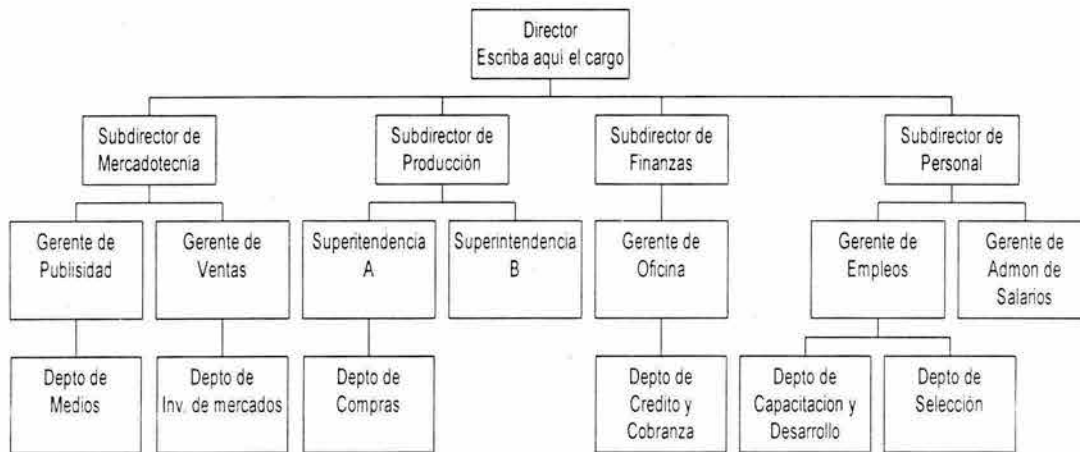 Director
Escriba aquí el cargo
Subdirector de
Mercadotecnia
Subdirector de
Producción
Subdirector de
Finanzas
Subdirector de
Personal
Gerente de
Publisidad
Gerente de
Ventas
Superitendencia
A
Superintendencia
B
Gerente de
Oficina
Gerente de
Empleos
Gerente de
Admon de
Salarios
Depto de
Medios
Depto de
Inv. de mercados
Depto de
Compras
Depto de
Credito y
Cobranza
Depto de
Capacitacion y
Desarrollo
Depto de
Selección